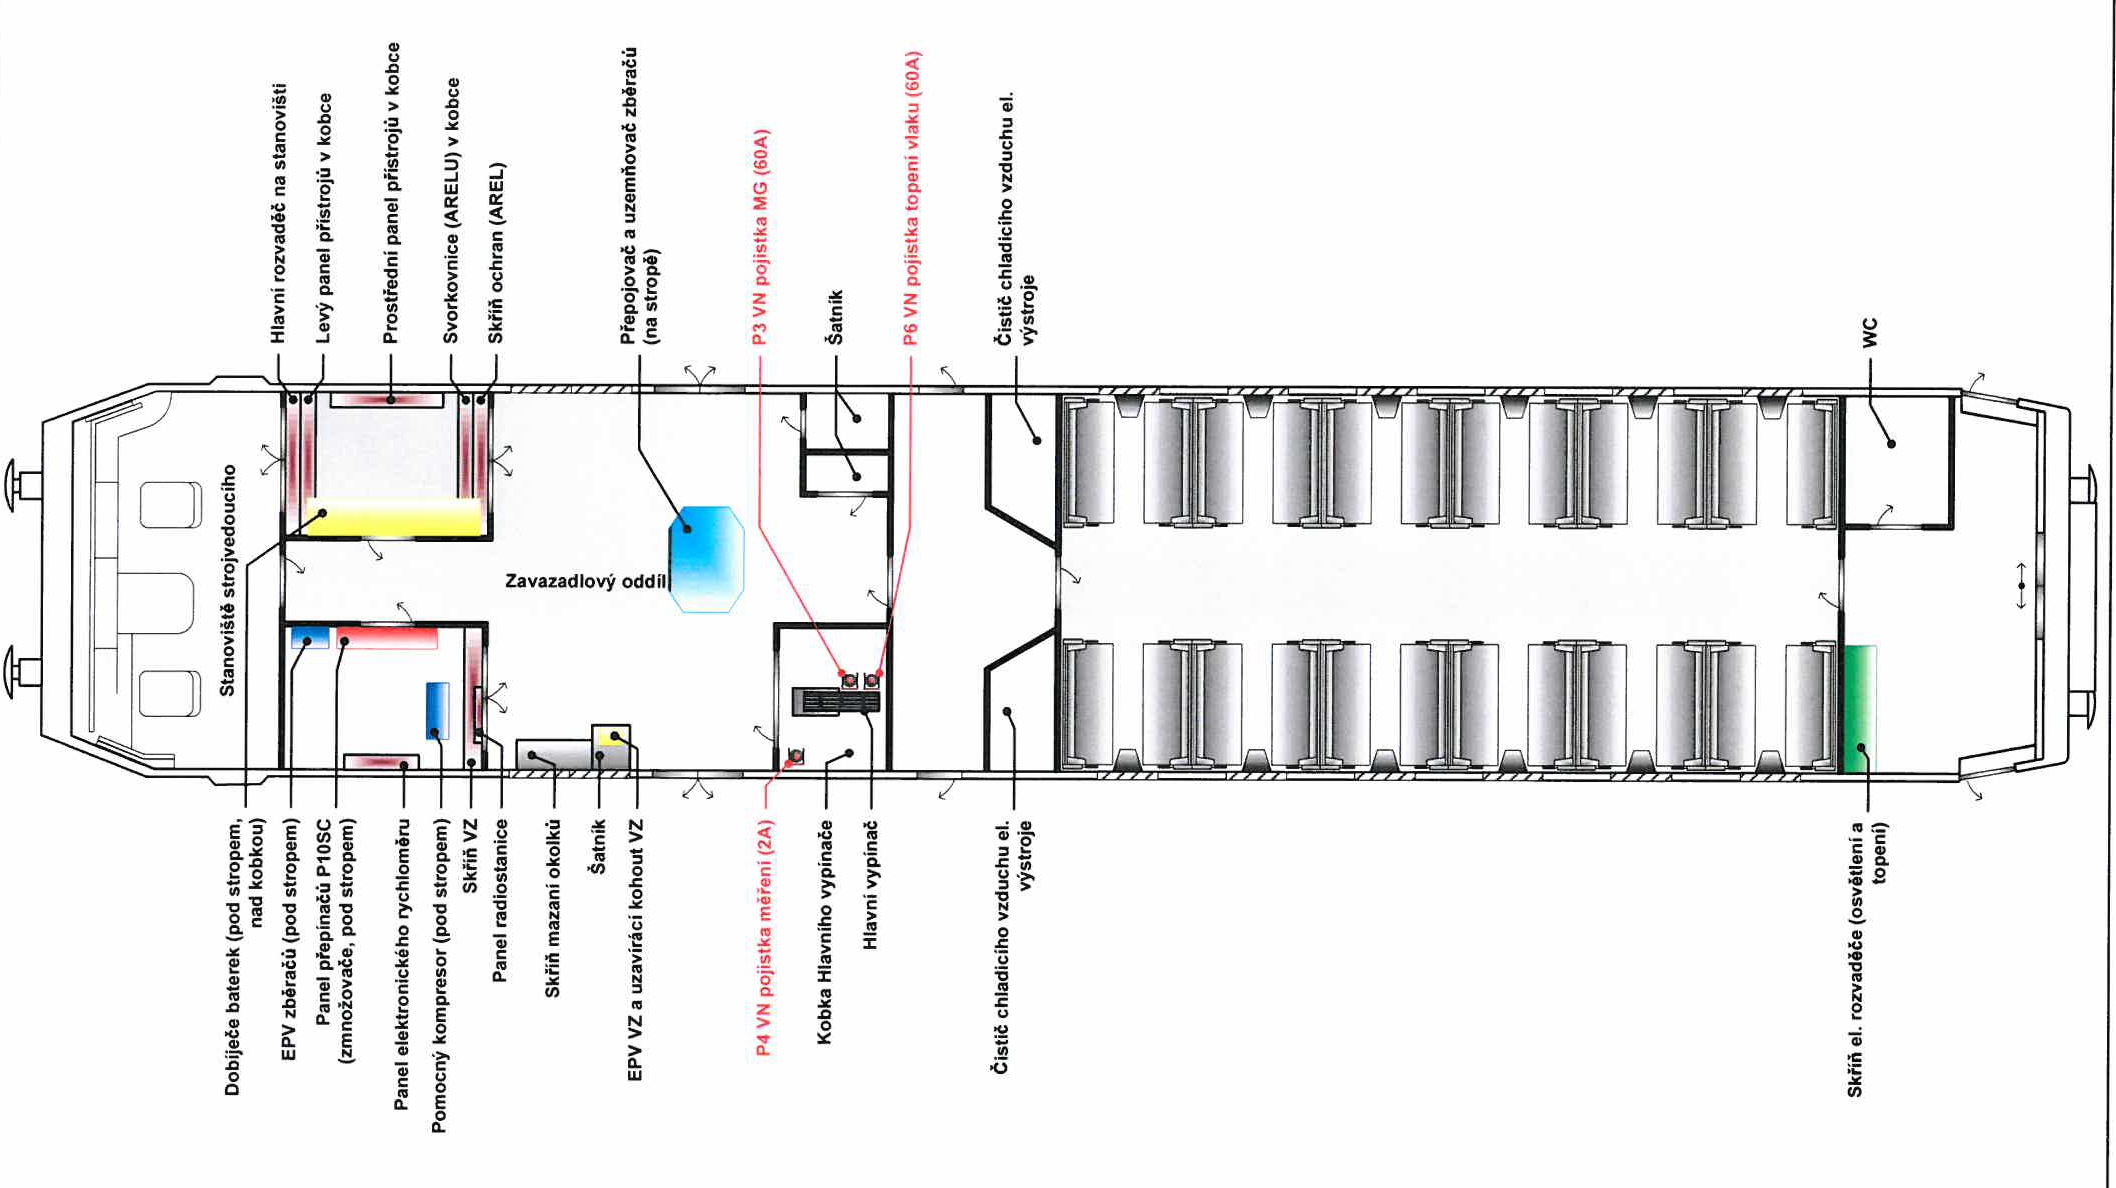 Hlavní rozvaděč na stanovišti
Levý panel přístrojů v kobce
Prostřední panel přístrojů v kobce
Svorkovnice (ARELU) v kobce
Skříň ochran (AREL)
Přepojovač a uzemňovač zběračů
(na stropě)
P3 VN pojistka MG (60A)
Šatník
P6 VN pojistka topení vlaku (60A)
Čistič chladicího vzduchu el.
výstroje
WC
Stanoviště strojvedoucího
Zavazadlový oddíl
Dobíječe baterek (pod stropem,
nad kobkou)
EPV zběračů (pod stropem)
Panel přepínačů P10SC
(zmnožovače, pod stropem)
Panel elektronického rychloměru
Pomocný kompresor (pod stropem)
Skříň VZ
Panel radiostanice
Skříň mazání okolků
Šatník
EPV VZ a uzavírácí kohout VZ
P4 VN pojistka měření (2A)
Kobka Hlavního vypínače
Hlavní vypínač
Čistič chladicího vzduchu el.
výstroje
Skříň el. rozvaděče (osvětlení a
topení)